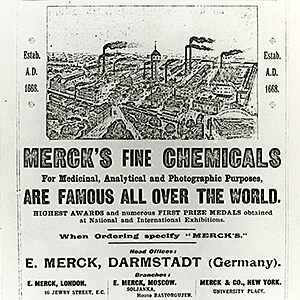 Estab. Estab.
A.D. A.D.
1668. 1668.
MERCK'S FINE CHEMICALS
For Medicinal, Analytical and Photographic Purposes,
ARE FAMOUS ALL OVER THE WORLD.
HIGHEST AWARDS and numerous FIRST PRIZE MEDALS obtained
at National and International Exhibitions.
When Ordering specify "MERCK'S."
Head Offices:
E. MERCK, DARMSTADT (Germany).
Branches:
E. MERCK, LONDON E. MERCK, MOSCOW. MERCK & CO., NEW YORK.
16 JEWRY STREET, E.C. SOLJANKA, UNIVERSITY PLACE.
House RASTORGUJEW.